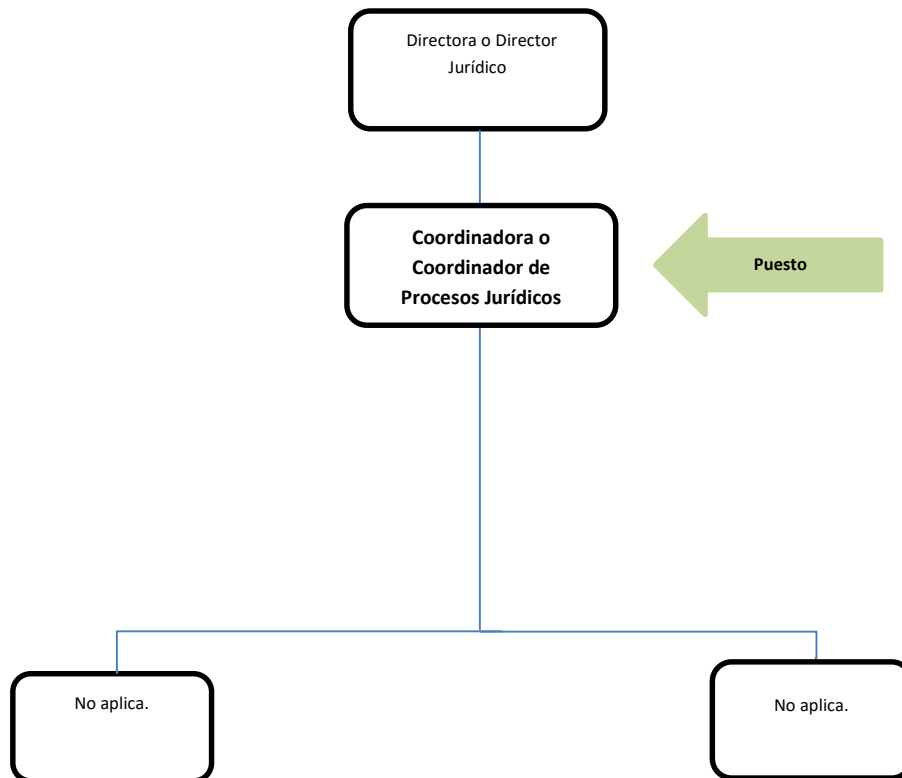 Directora o Director
Jurídico
Coordinadora o
Coordinador de
Procesos Jurídicos
Puesto
No aplica.
No aplica.